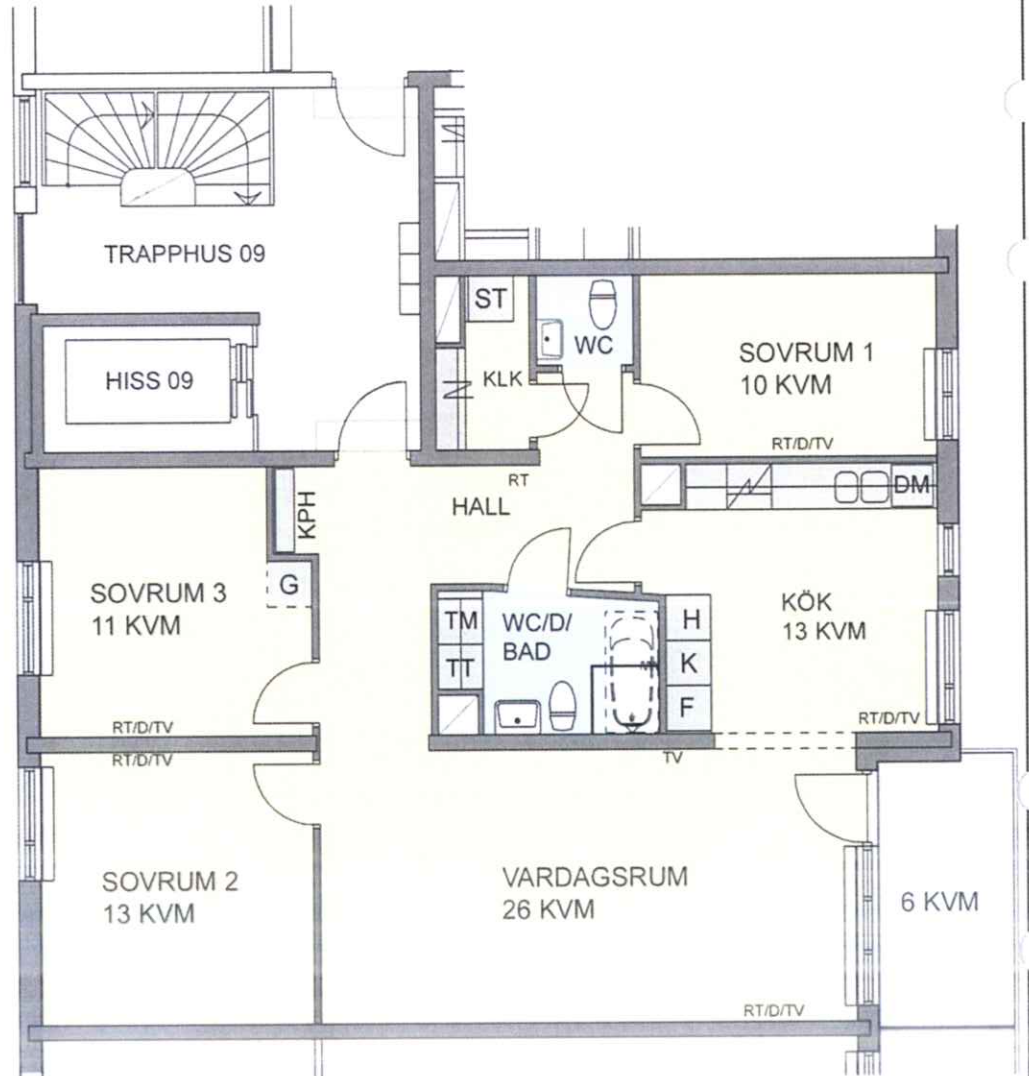 TRAPPHUS 09
HISS 09
ST
WC
KLK
SOVRUM 1
10 KVM
RT/D/TV
RT
HALL
DM
KPH
G
SOVRUM 3
11 KVM
TM
TT
WC/D/
BAD
H
K
F
KÖK
13 KVM
RT/D/TV
RT/D/TV
RT/D/TV
TV
SOVRUM 2
13 KVM
VARDAGSRUM
26 KVM
6 KVM
RT/D/TV